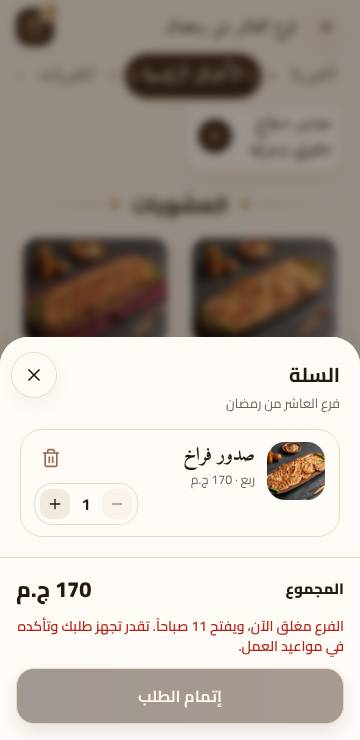 المشويات
السلة
فرع العاشر من رمضان
صدور فراخ
ربع · 170 ج.م
1
المجموع
170 ج.م
الفرع مغلق الآن، ويفتح 11 صباحاً. تقدر تجهز طلبك وتأكده
في مواعيد العمل.
إتمام الطلب